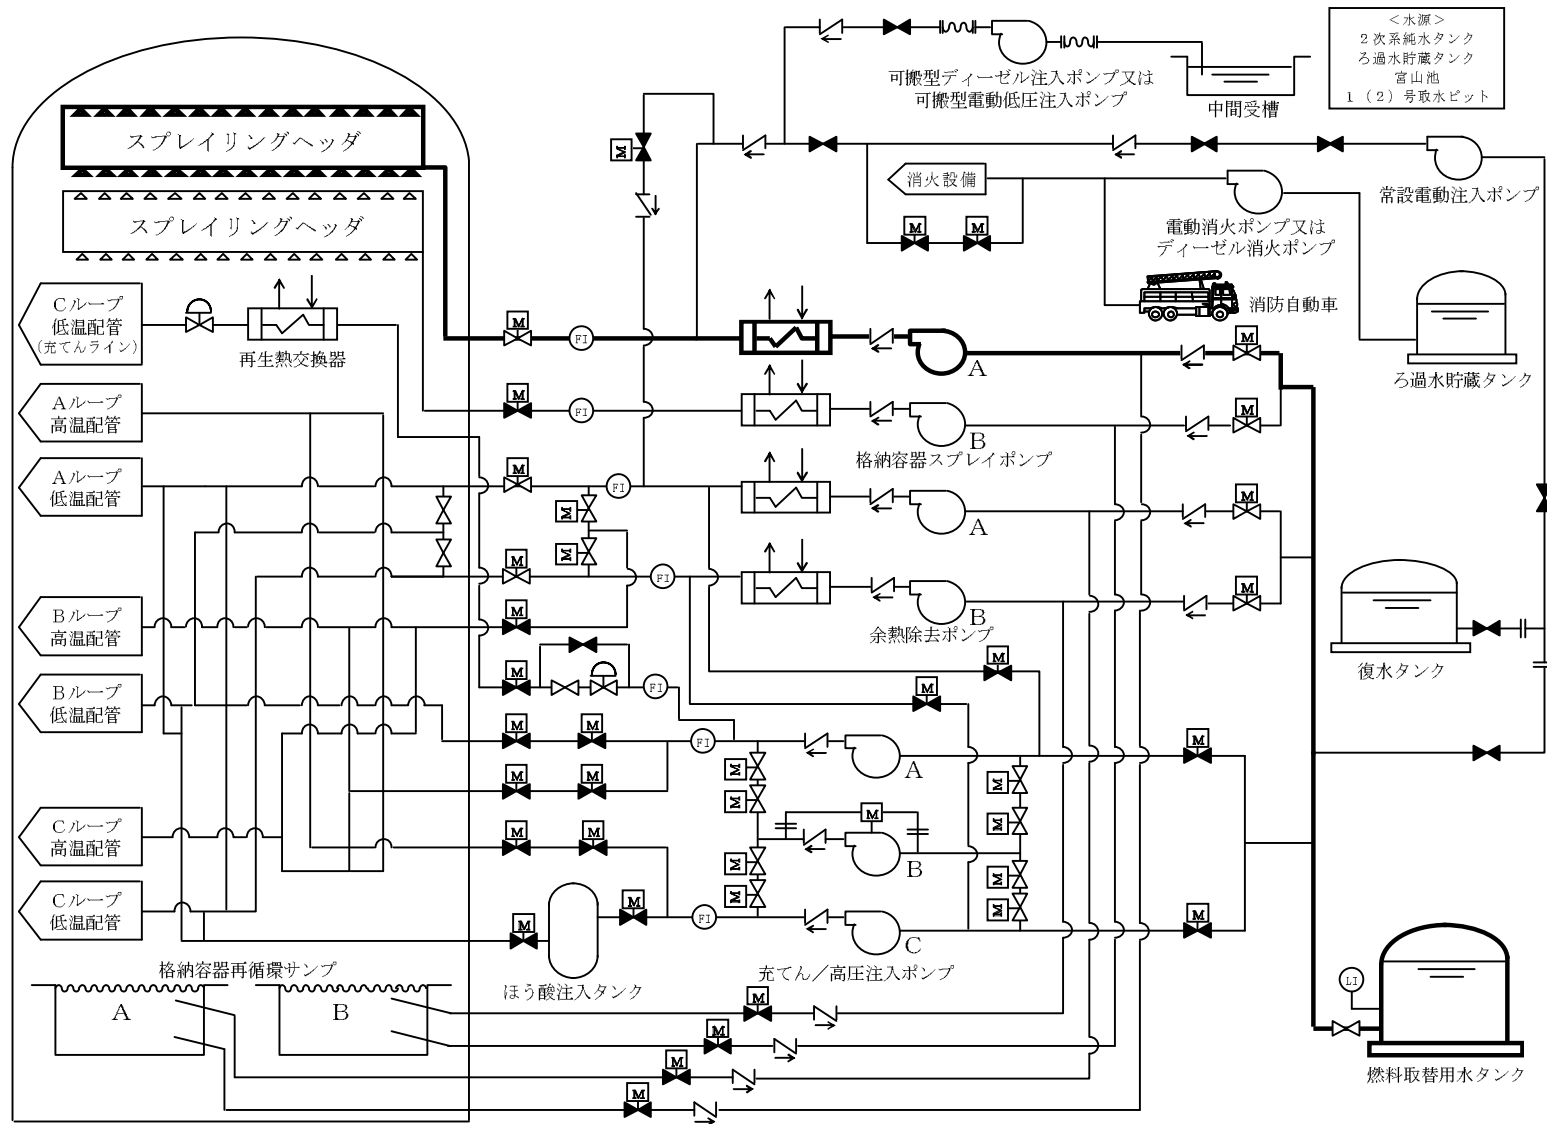 ＜水源＞
２次系純水タンク
ろ過水貯蔵タンク
宮山池
１（２）号取水ピット
可搬型ディーゼル注入ポンプ又は
可搬型電動低圧注入ポンプ
中間受槽
スプレイリングヘッダ
スプレイリングヘッダ
M
消火設備
M
M
電動消火ポンプ又は
ディーゼル消火ポンプ
常設電動注入ポンプ
消防自動車
ろ過水貯蔵タンク
Cループ
低温配管
(充てんライン)
再生熱交換器
M
FI
A
M
Aループ
高温配管
M
FI
B
M
格納容器スプレイポンプ
Aループ
低温配管
M
FI
M
M
A
M
M
FI
B
M
余熱除去ポンプ
Bループ
高温配管
M
復水タンク
M
M
M
FI
Bループ
低温配管
M
M
FI
A
M
M
M
M
M
M
Cループ
高温配管
M
M
M
M
B
M
M
Cループ
低温配管
M
M
M
M
FI
C
M
ほう酸注入タンク
充てん／高圧注入ポンプ
格納容器再循環サンプ
A
B
M
M
M
M
LI
燃料取替用水タンク